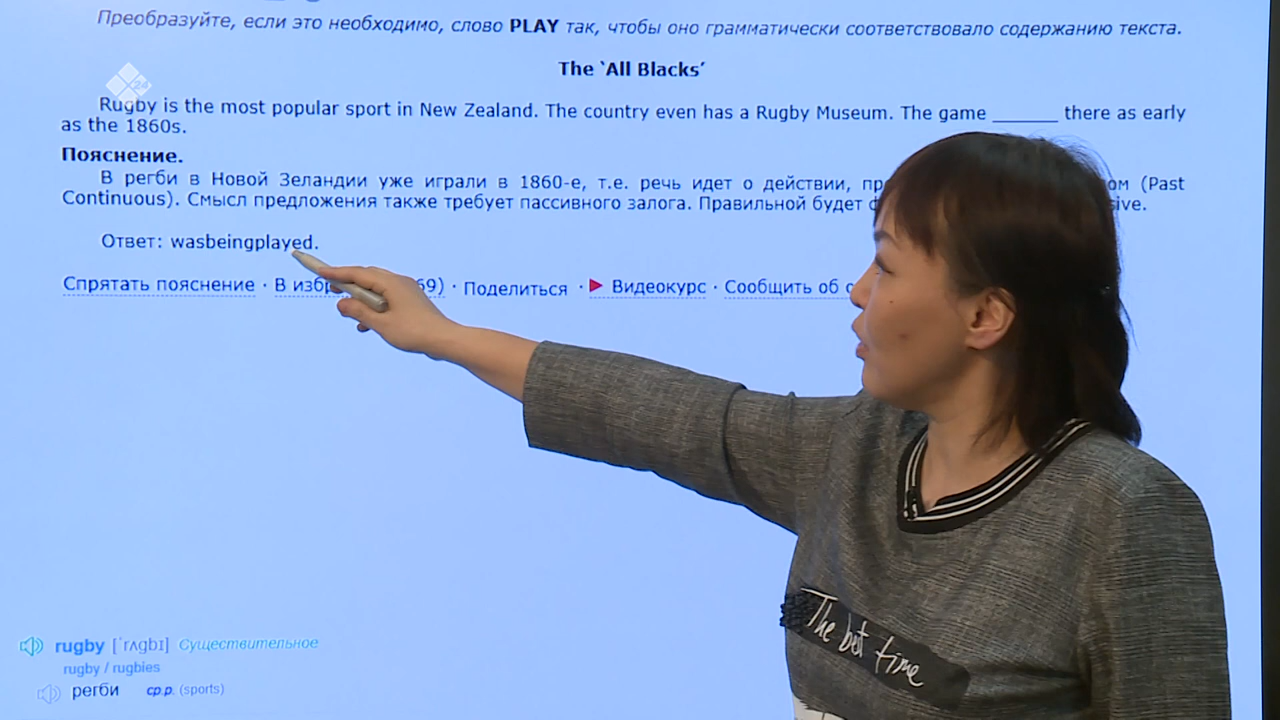 Преобразуйте, если это необходимо, слово PLAY так, чтобы оно грамматически соответствовало содержанию текста.
The ‘All Blacks’
24
Rugby is the most popular sport in New Zealand. The country even has a Rugby Museum. The game ______ there as early
as the 1860s.
Пояснение.
В регби в Новой Зеландии уже играли в 1860-е, т.е. речь идет о действии, (Past
Continuous). Смысл предложения также требует пассивного залога. Правильной будет
Ответ: wasbeingplayed.
Спрятать пояснение · В · Поделиться · Видеокурс · Сообщить об
The best time
rugby [ˈrʌgbɪ] Существительное
rugby / rugbies
регби ср.р. (sports)